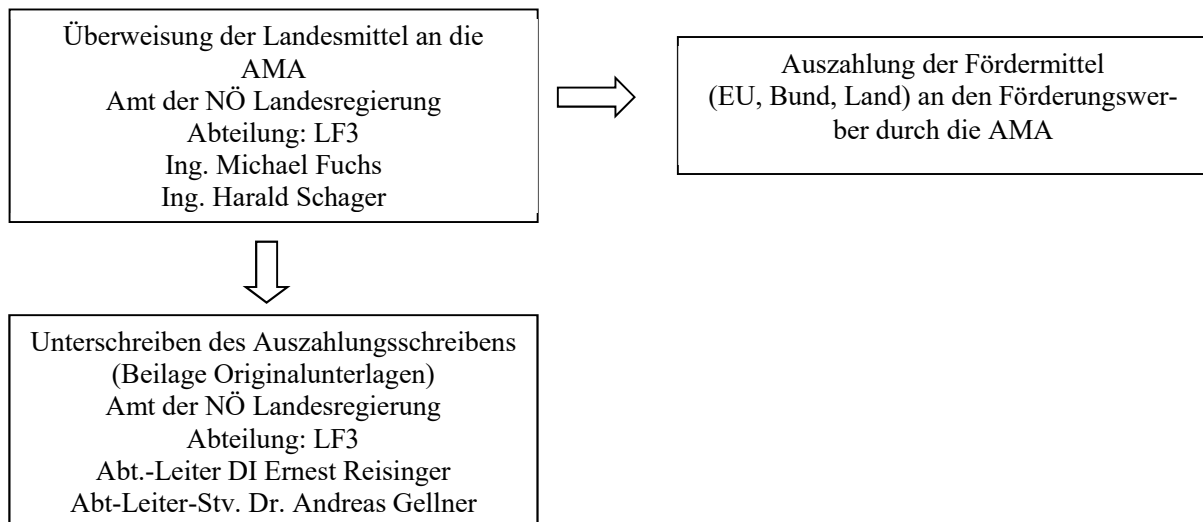 Überweisung der Landesmittel an die
AMA
Amt der NÖ Landesregierung
Abteilung: LF3
Ing. Michael Fuchs
Ing. Harald Schager
Auszahlung der Fördermittel
(EU, Bund, Land) an den Förderungswer-
ber durch die AMA
Unterschreiben des Auszahlungsschreibens
(Beilage Originalunterlagen)
Amt der NÖ Landesregierung
Abteilung: LF3
Abt.-Leiter DI Ernest Reisinger
Abt-Leiter-Stv. Dr. Andreas Gellner